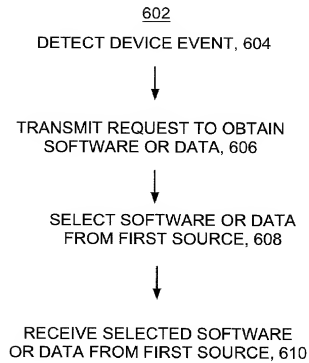 602
DETECT DEVICE EVENT, 604
TRANSMIT REQUEST TO OBTAIN
SOFTWARE OR DATA, 606
SELECT SOFTWARE OR DATA
FROM FIRST SOURCE, 608
RECEIVE SELECTED SOFTWARE
OR DATA FROM FIRST SOURCE, 610